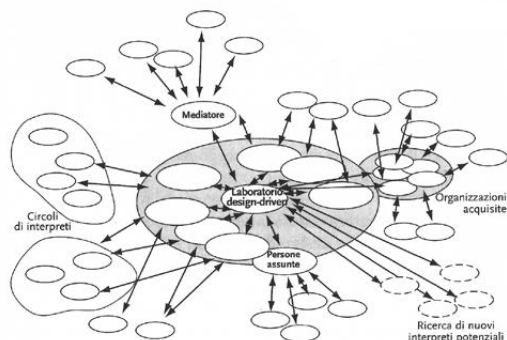 Mediatore
Laboratorio
design-driven
Organizzazioni
acquisite
Circoli
di interpreti
Persone
assunte
Ricerca di nuovi
interpreti potenziali